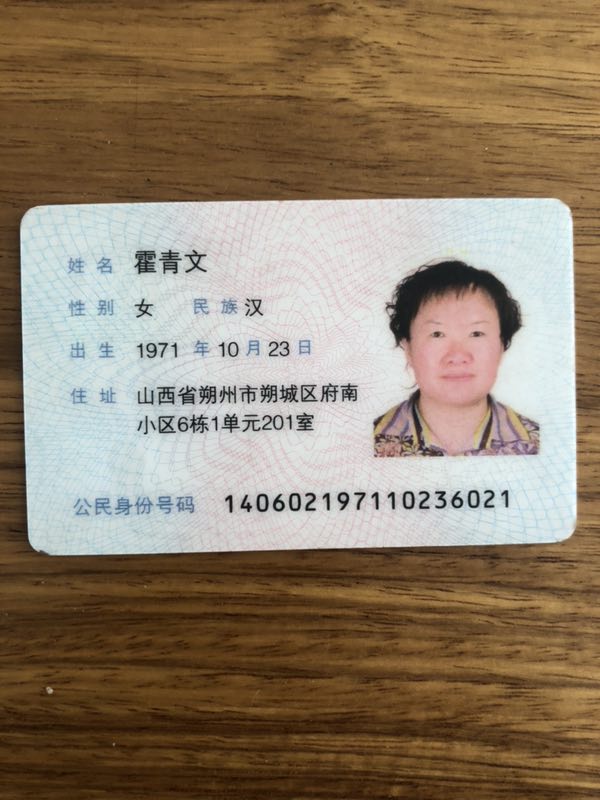 姓名 霍青文
性别 女 民族 汉
出生 1971 年 10 月 23 日
住址 山西省朔州市朔城区府南
小区6栋1单元201室
公民身份号码 140602197110236021